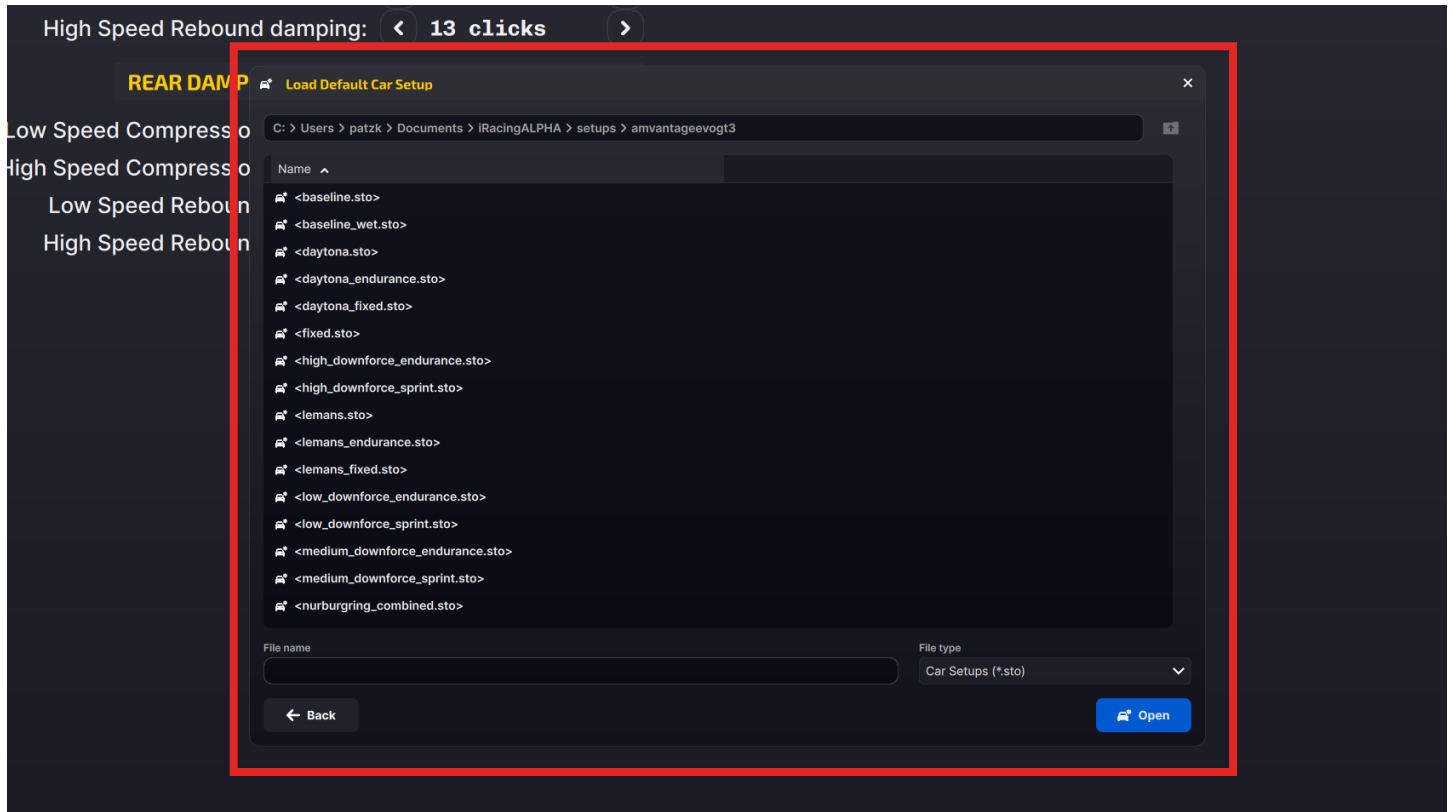 High Speed Rebound damping: < 13 clicks >
REAR DAMP
Load Default Car Setup
C: > Users > patzk > Documents > iRacingALPHA > setups > amvantageevogt3
Low Speed Compressio
High Speed Compressio
Low Speed Reboun
High Speed Reboun
Name
<baseline.sto>
<baseline_wet.sto>
<daytona.sto>
<daytona_endurance.sto>
<daytona_fixed.sto>
<fixed.sto>
<high_downforce_endurance.sto>
<high_downforce_sprint.sto>
<lemans.sto>
<lemans_endurance.sto>
<lemans_fixed.sto>
<low_downforce_endurance.sto>
<low_downforce_sprint.sto>
<medium_downforce_endurance.sto>
<medium_downforce_sprint.sto>
<nurburgring_combined.sto>
File name
File type
Car Setups (*.sto)
Back
Open